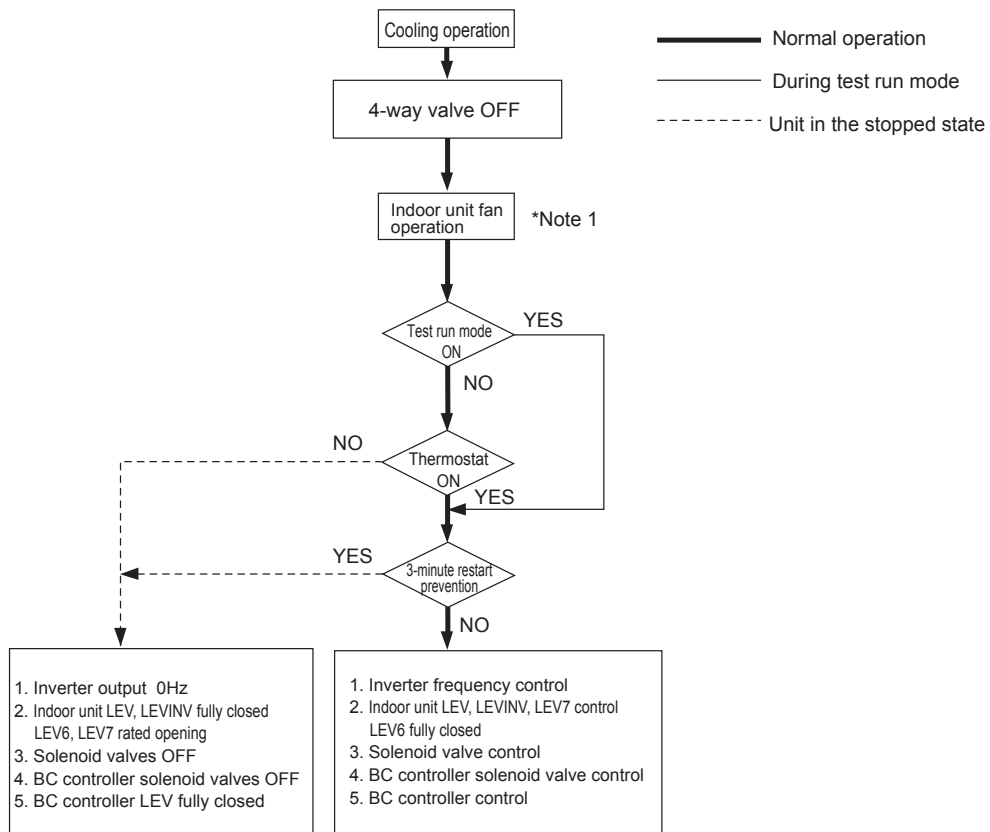 Cooling operation
Normal operation
During test run mode
Unit in the stopped state
4-way valve OFF
Indoor unit fan
operation
*Note 1
Test run mode
ON
YES
NO
NO
Thermostat
ON
YES
YES
3-minute restart
prevention
NO
1. Inverter output 0Hz
2. Indoor unit LEV, LEVINV fully closed
LEV6, LEV7 rated opening
3. Solenoid valves OFF
4. BC controller solenoid valves OFF
5. BC controller LEV fully closed
1. Inverter frequency control
2. Indoor unit LEV, LEVINV, LEV7 control
LEV6 fully closed
3. Solenoid valve control
4. BC controller solenoid valve control
5. BC controller control